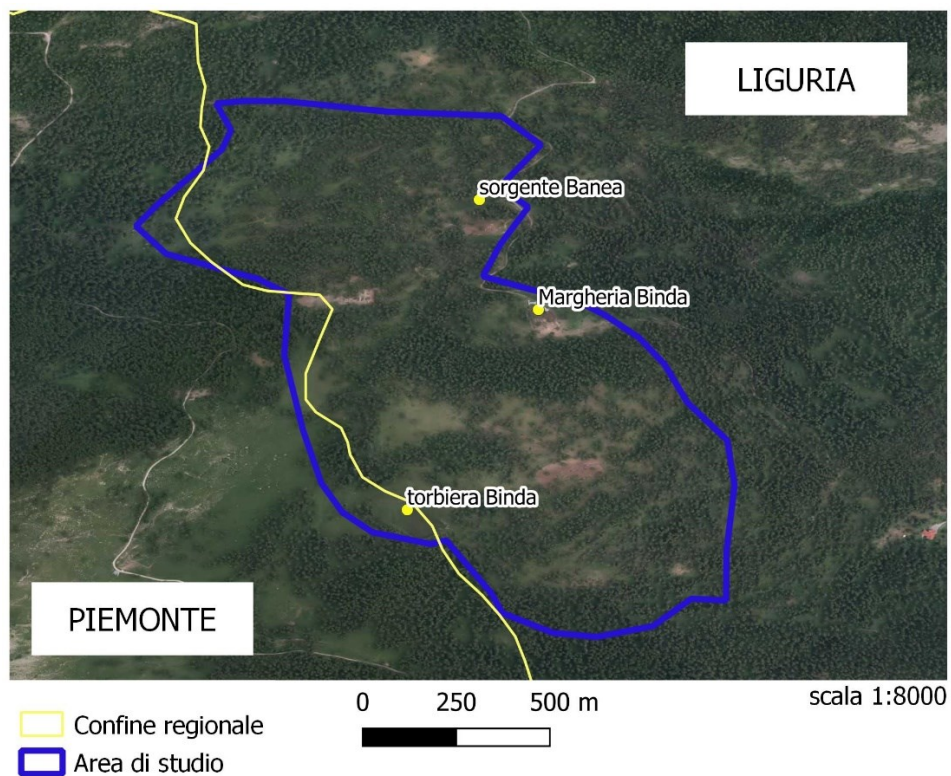 LIGURIA
sorgente Banea
Margheria Binda
torbiera Binda
PIEMONTE
0 250 500 m
scala 1:8000
Confine regionale
Area di studio